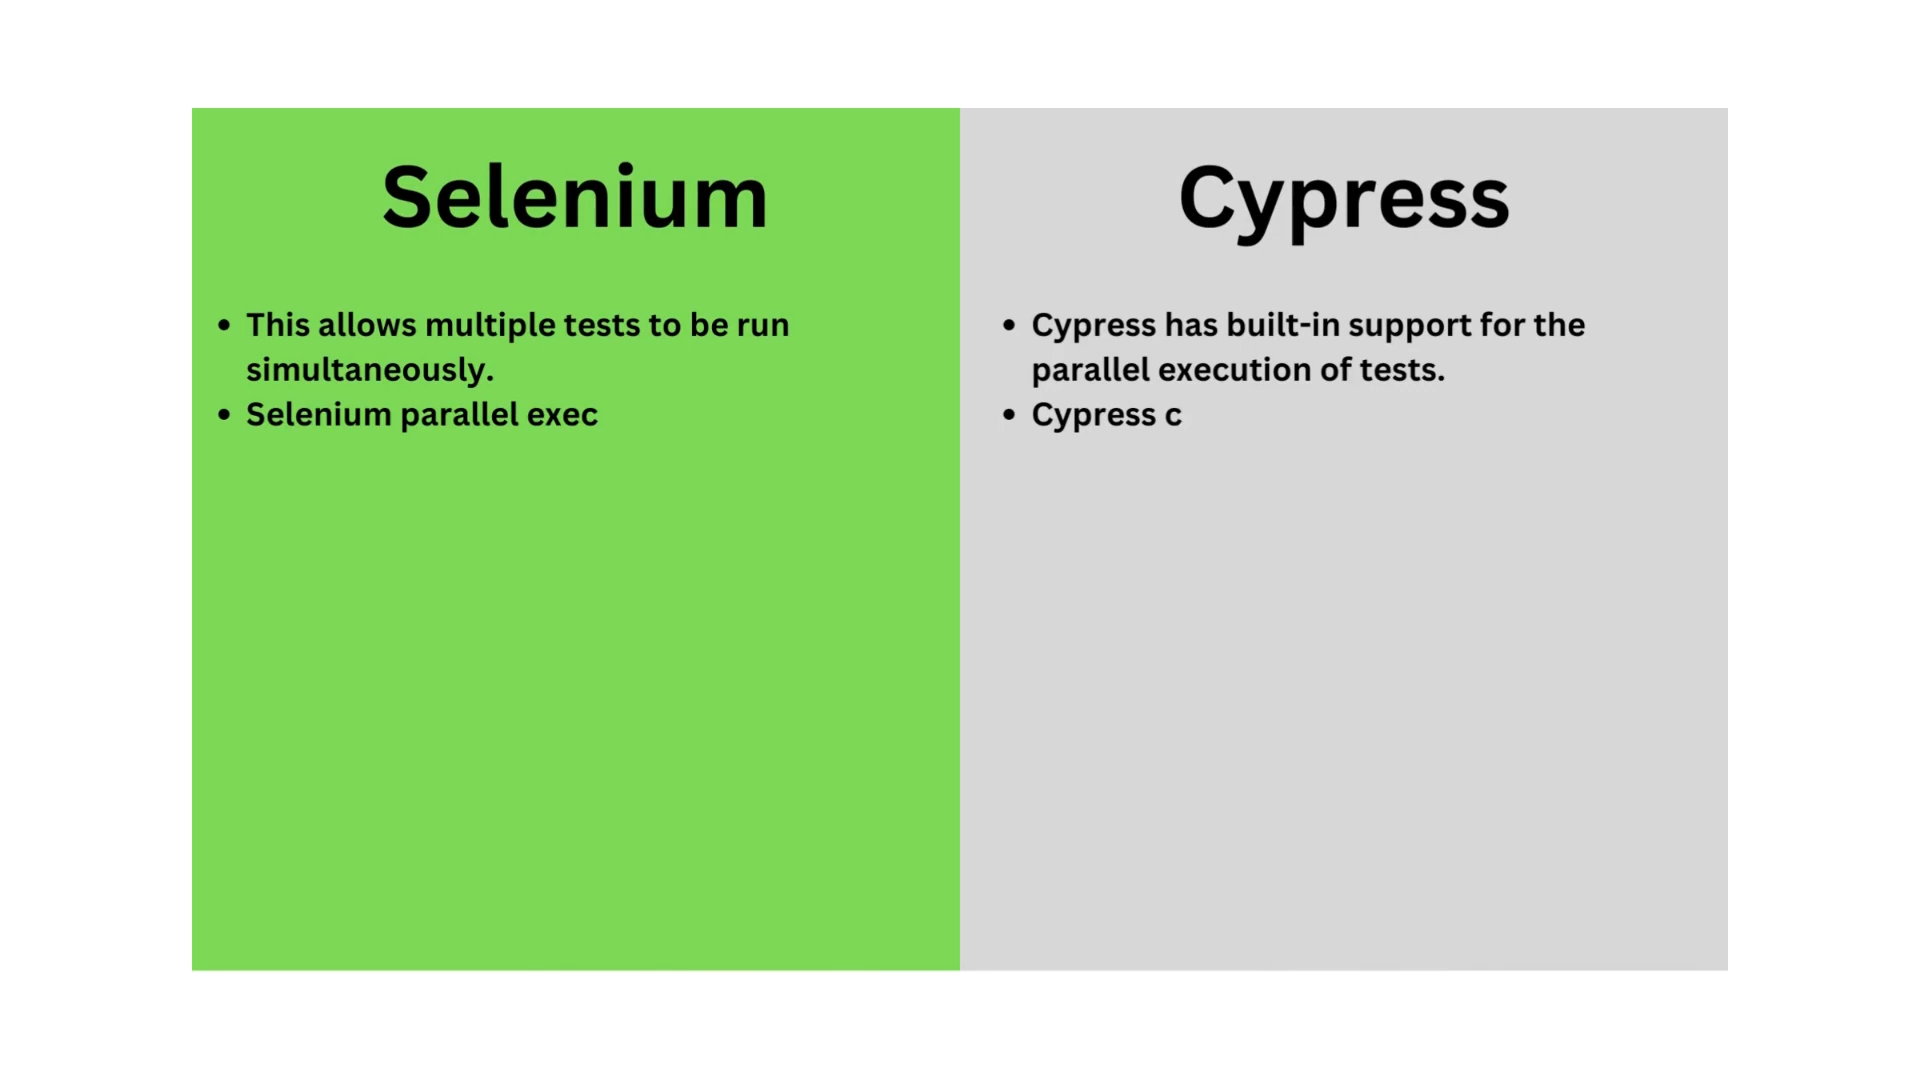 Selenium
• This allows multiple tests to be run
simultaneously.
• Selenium parallel exec
Cypress
• Cypress has built-in support for the
parallel execution of tests.
• Cypress c